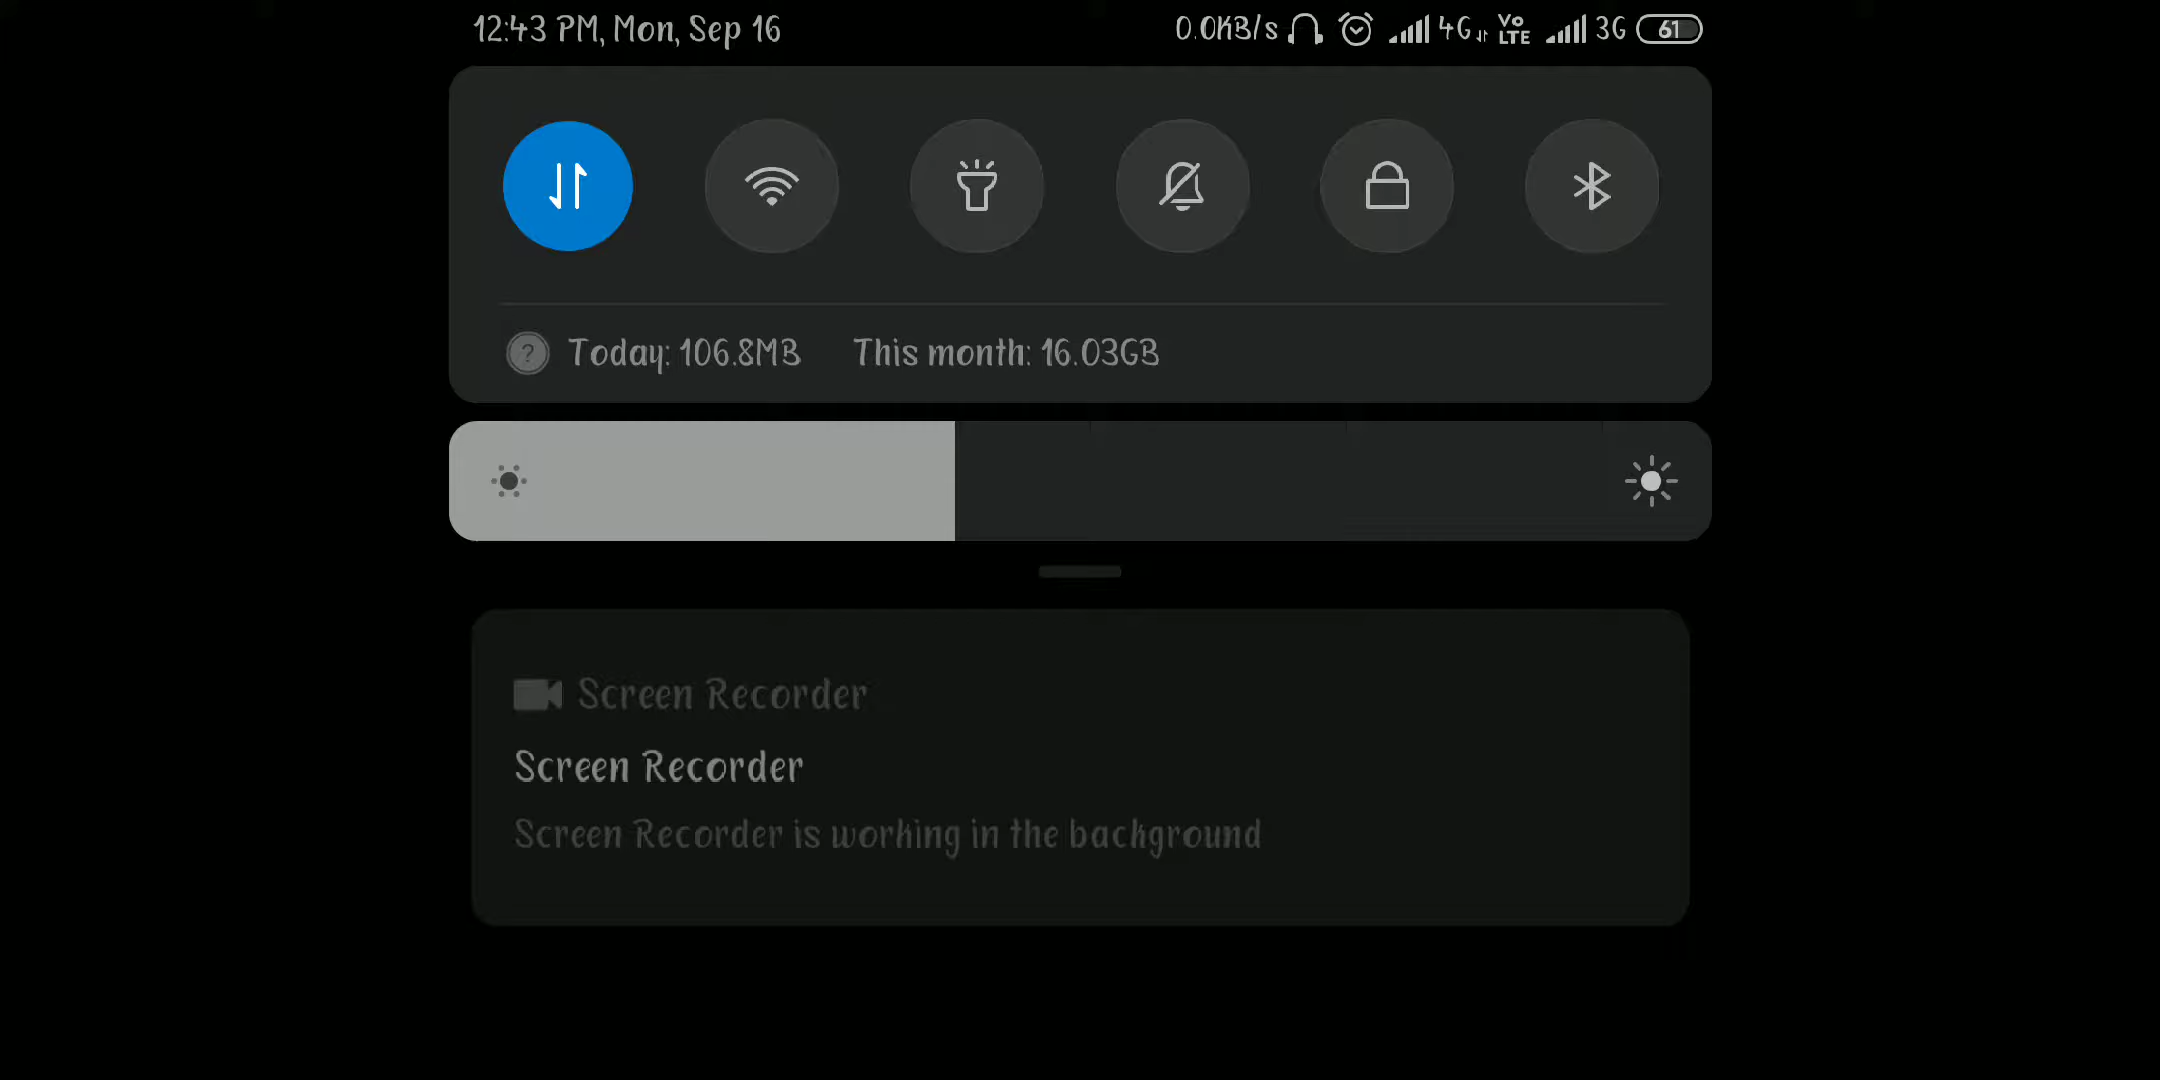 12:43 PM, Mon, Sep 16 0.0KB/s 4G Vo LTE 3G 61
? Today: 106.8MB This month: 16.03GB
Screen Recorder
Screen Recorder
Screen Recorder is working in the background